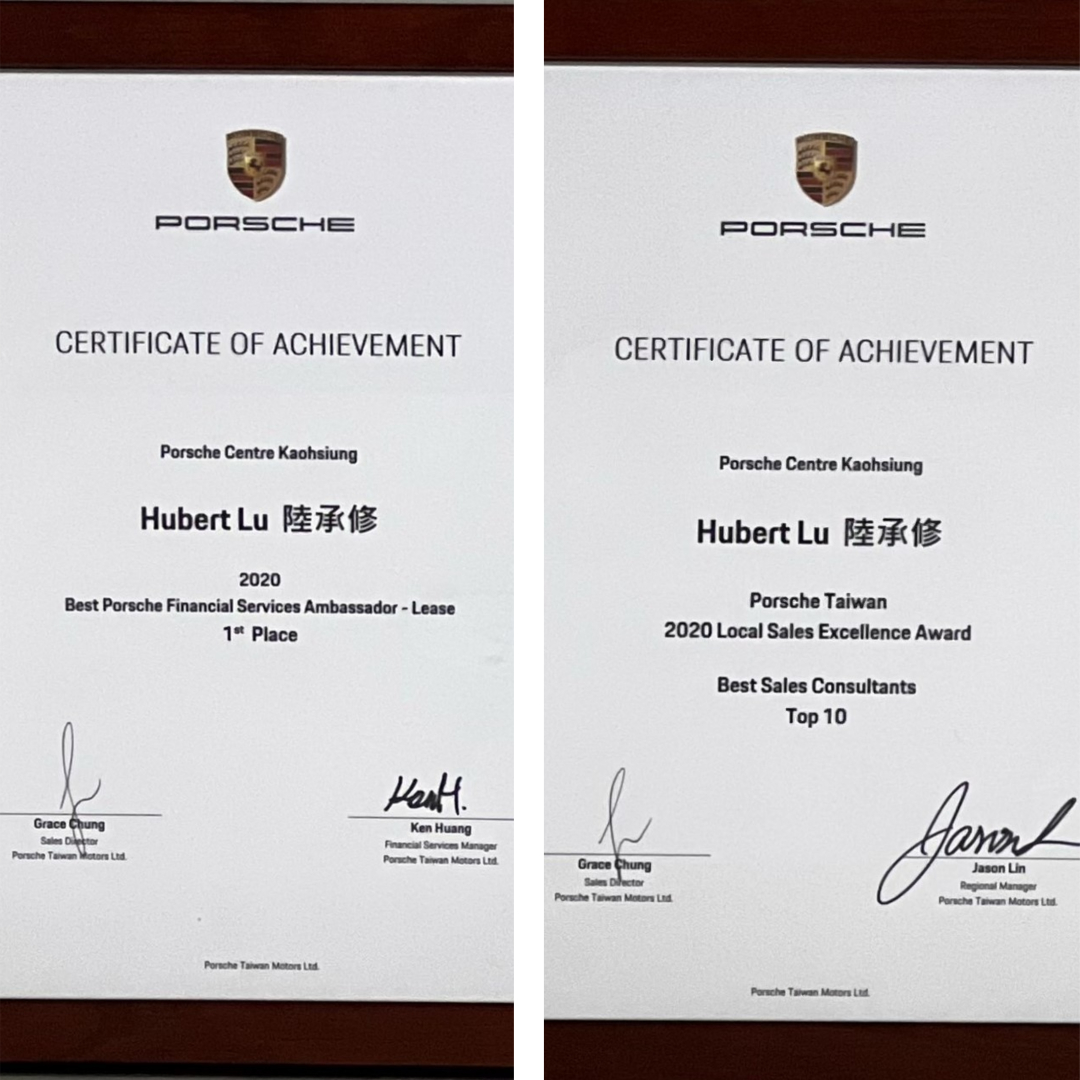 PORSCHE
CERTIFICATE OF ACHIEVEMENT
Porsche Centre Kaohsiung
Hubert Lu 陸承修
2020
Best Porsche Financial Services Ambassador - Lease
1st Place
Grace Chung
Sales Director
Porsche Taiwan Motors Ltd.
Ken H.
Ken Huang
Financial Services Manager
Porsche Taiwan Motors Ltd.
Porsche Taiwan Motors Ltd.
PORSCHE
CERTIFICATE OF ACHIEVEMENT
Porsche Centre Kaohsiung
Hubert Lu 陸承修
Porsche Taiwan
2020 Local Sales Excellence Award
Best Sales Consultants
Top 10
Grace Chung
Sales Director
Porsche Taiwan Motors Ltd.
Jason L
Jason Lin
Regional Manager
Porsche Taiwan Motors Ltd.
Porsche Taiwan Motors Ltd.